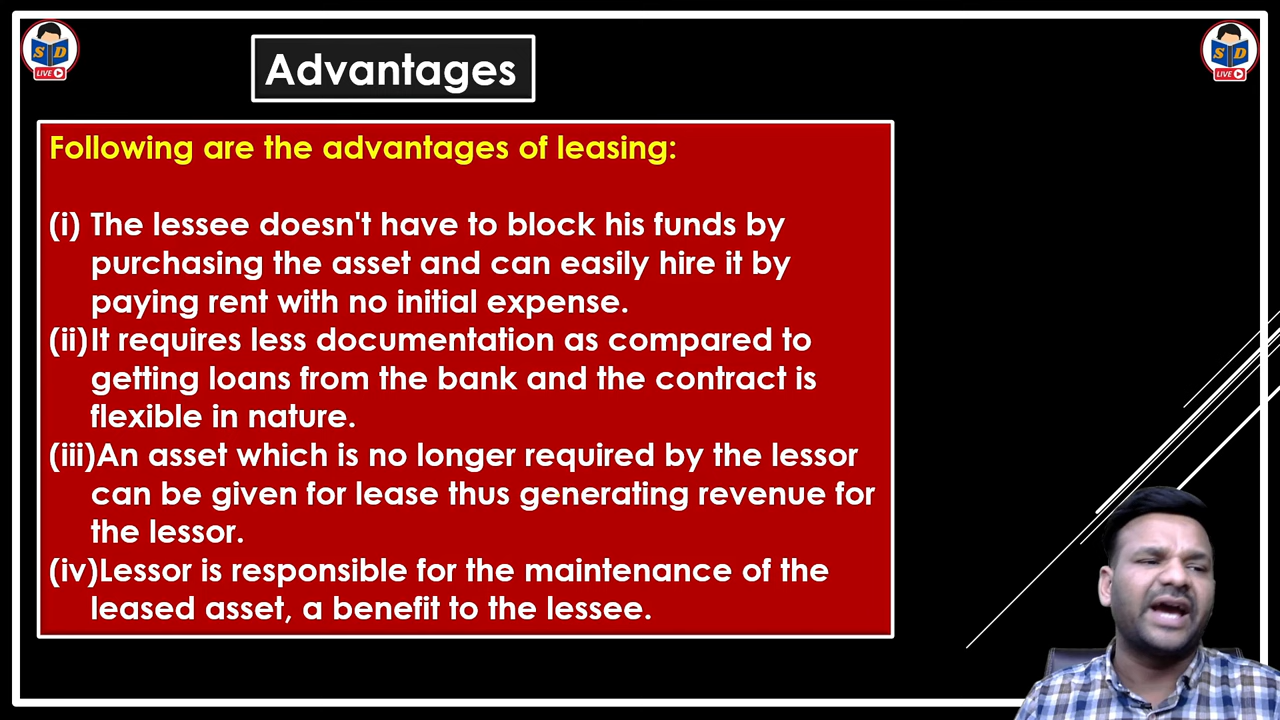 S D
LIVE
S D
LIVE
Advantages
Following are the advantages of leasing:
(i) The lessee doesn't have to block his funds by
purchasing the asset and can easily hire it by
paying rent with no initial expense.
(ii)It requires less documentation as compared to
getting loans from the bank and the contract is
flexible in nature.
(iii)An asset which is no longer required by the lessor
can be given for lease thus generating revenue for
the lessor.
(iv)Lessor is responsible for the maintenance of the
leased asset, a benefit to the lessee.